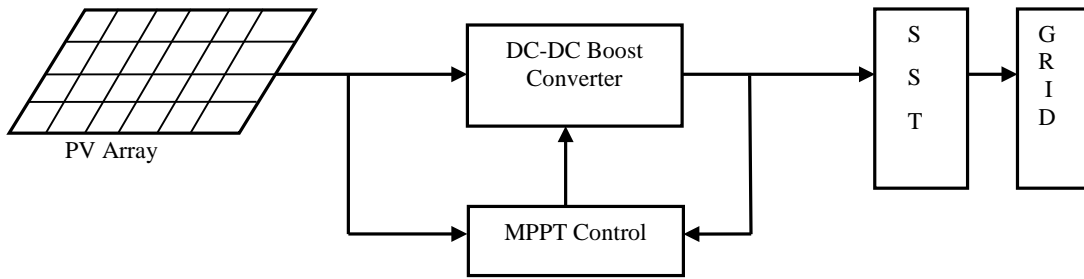 DC-DC Boost
Converter
S
S
T
G
R
I
D
PV Array
MPPT Control